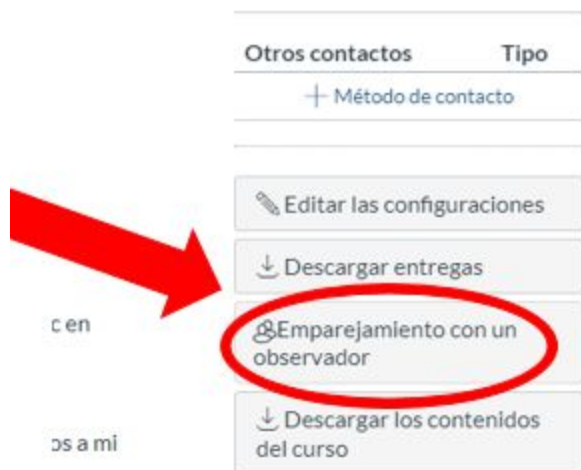 Otros contactos Tipo
+ Método de contacto
Editar las configuraciones
Descargar entregas
c en
Emparejamiento con un
observador
Descargar los contenidos
os a mi
del curso